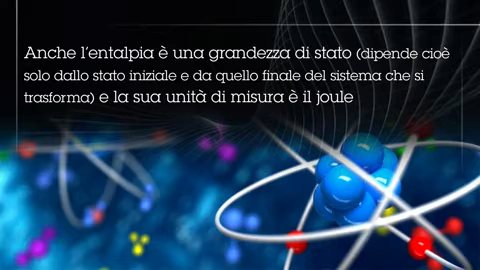 Anche l'entalpia è una grandezza di stato (dipende cioè
solo dallo stato iniziale e da quello finale del sistema che si
trasforma) e la sua unità di misura è il joule